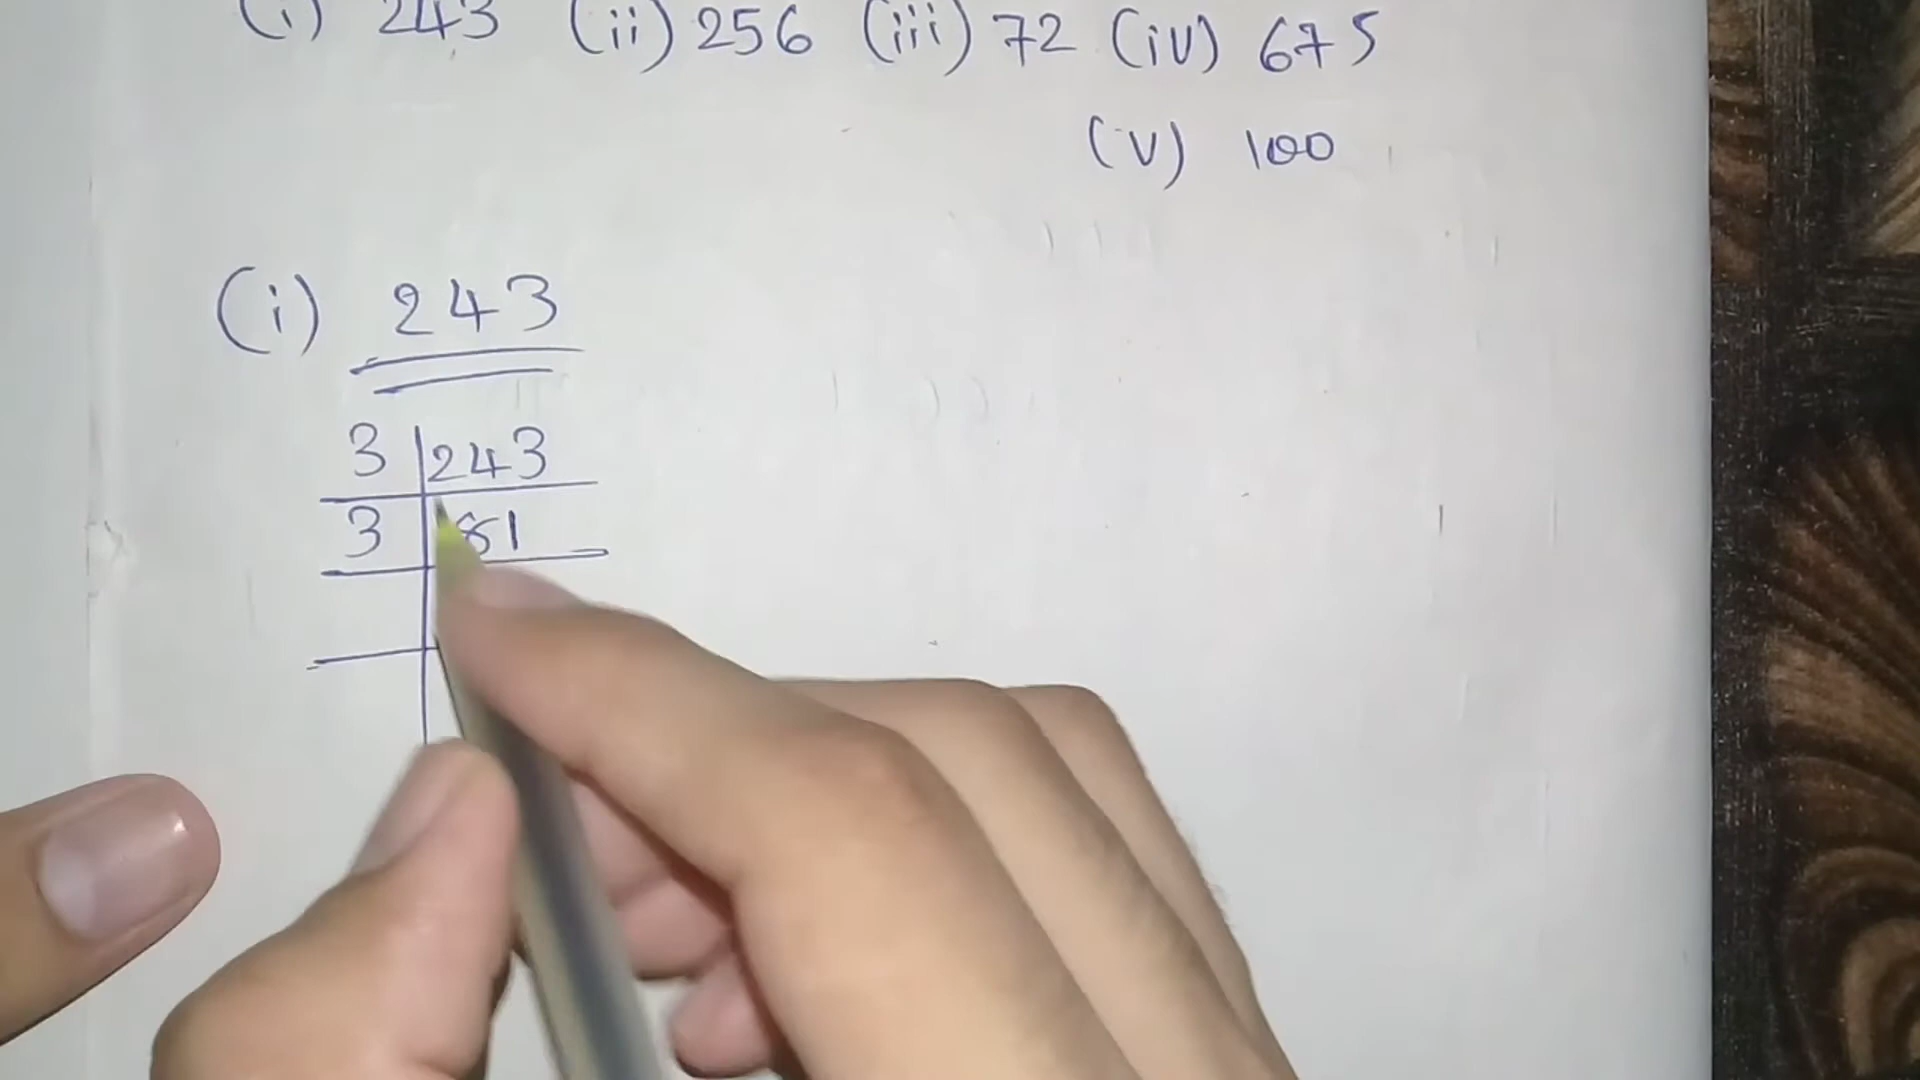 (i) 243 (ii) 256 (iii) 72 (iv) 675
(v) 100
(i) 243
3 243
3 81